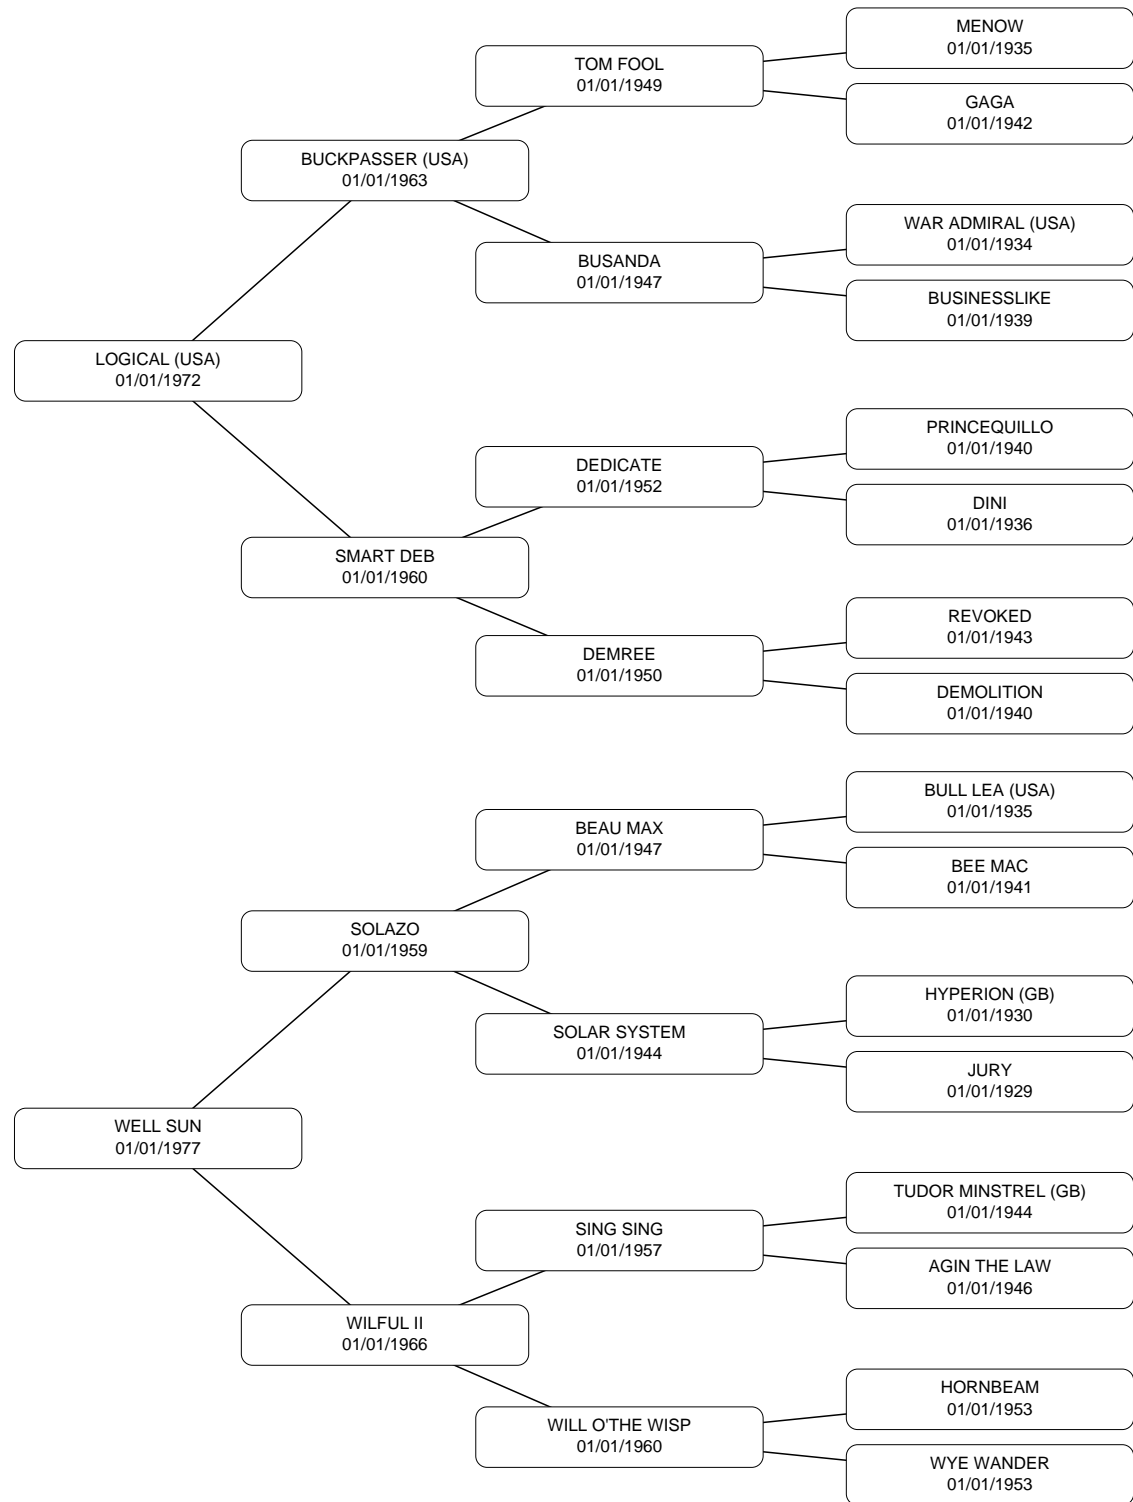 MENOW
01/01/1935
TOM FOOL
01/01/1949
GAGA
01/01/1942
BUCKPASSER (USA)
01/01/1963
WAR ADMIRAL (USA)
01/01/1934
BUSANDA
01/01/1947
BUSINESSLIKE
01/01/1939
LOGICAL (USA)
01/01/1972
PRINCEQUILLO
01/01/1940
DEDICATE
01/01/1952
DINI
01/01/1936
SMART DEB
01/01/1960
REVOKED
01/01/1943
DEMREE
01/01/1950
DEMOLITION
01/01/1940
BULL LEA (USA)
01/01/1935
BEAU MAX
01/01/1947
BEE MAC
01/01/1941
SOLAZO
01/01/1959
HYPERION (GB)
01/01/1930
SOLAR SYSTEM
01/01/1944
JURY
01/01/1929
WELL SUN
01/01/1977
TUDOR MINSTREL (GB)
01/01/1944
SING SING
01/01/1957
AGIN THE LAW
01/01/1946
WILFUL II
01/01/1966
HORNBEAM
01/01/1953
WILL O'THE WISP
01/01/1960
WYE WANDER
01/01/1953